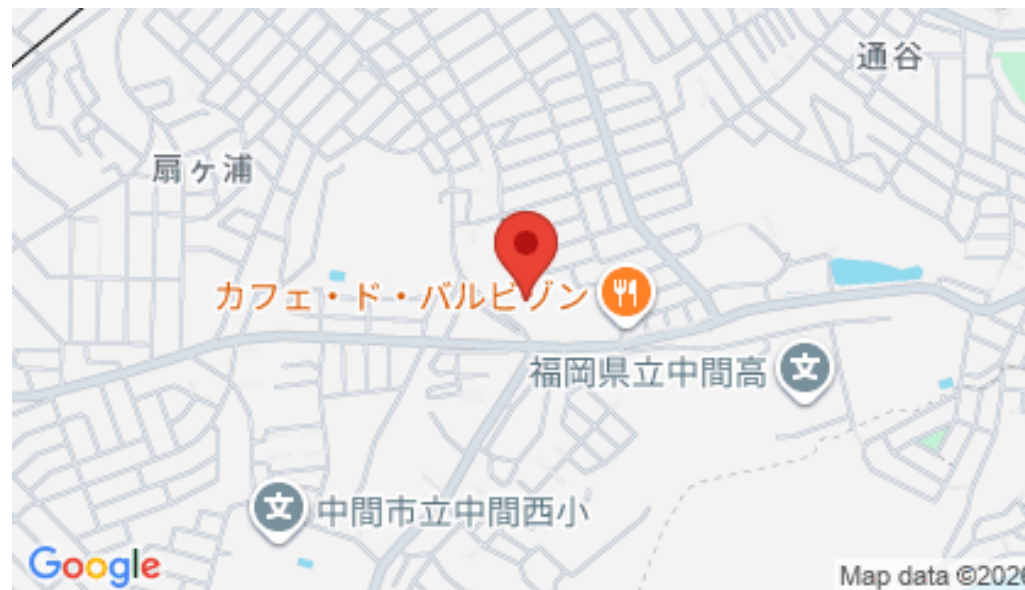 通谷
扇ヶ浦
カフェ・ド・バルビゾン
福岡県立中間高
中間市立中間西小
Google
Map data ©2026